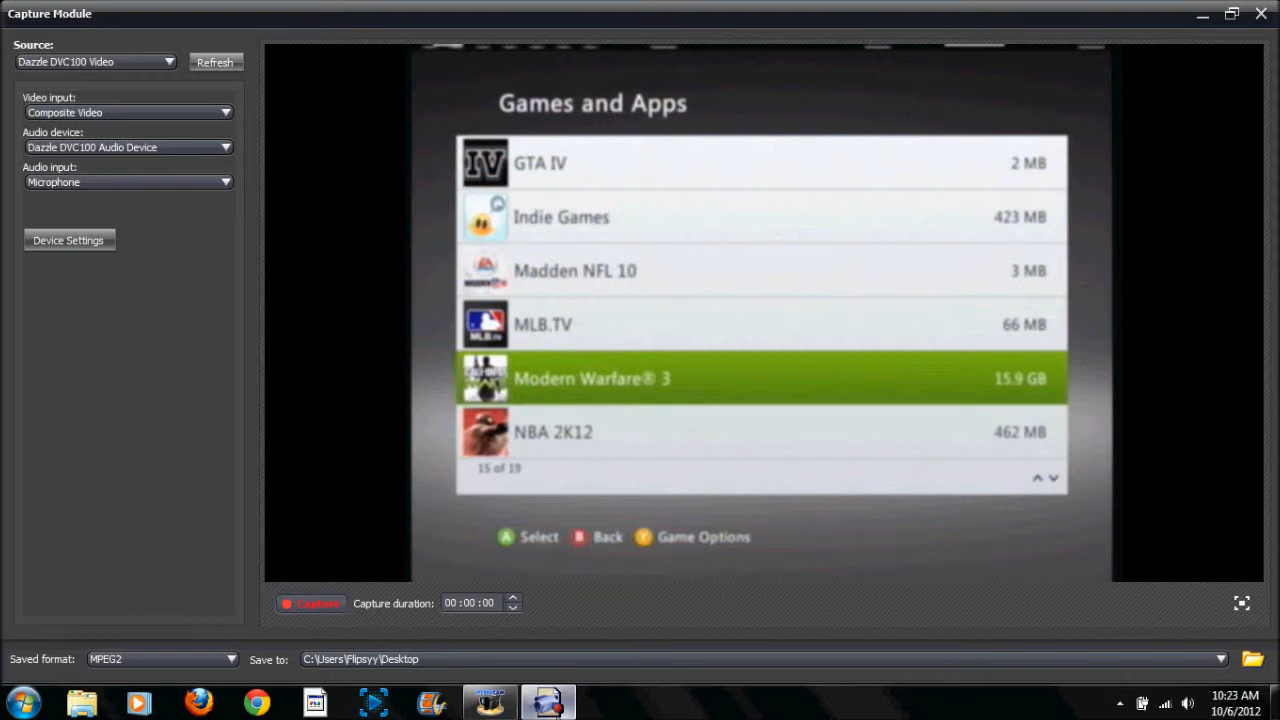 Capture Module
Source:
Dazzle DVC100 Video
Refresh
Video input:
Composite Video
Audio device:
Dazzle DVC100 Audio Device
Audio input:
Microphone
Device Settings
Games and Apps
IV GTA IV 2 MB
Indie Games 423 MB
EA Madden NFL 10 3 MB
MLB.TV MLB.TV 66 MB
Modern Warfare® 3 15.9 GB
NBA 2K12 462 MB
15 of 19
A Select B Back Y Game Options
Capture Capture duration: 00:00:00
Saved format: MPEG2 Save to: C:\Users\Flipsyy\Desktop
10:23 AM
10/6/2012